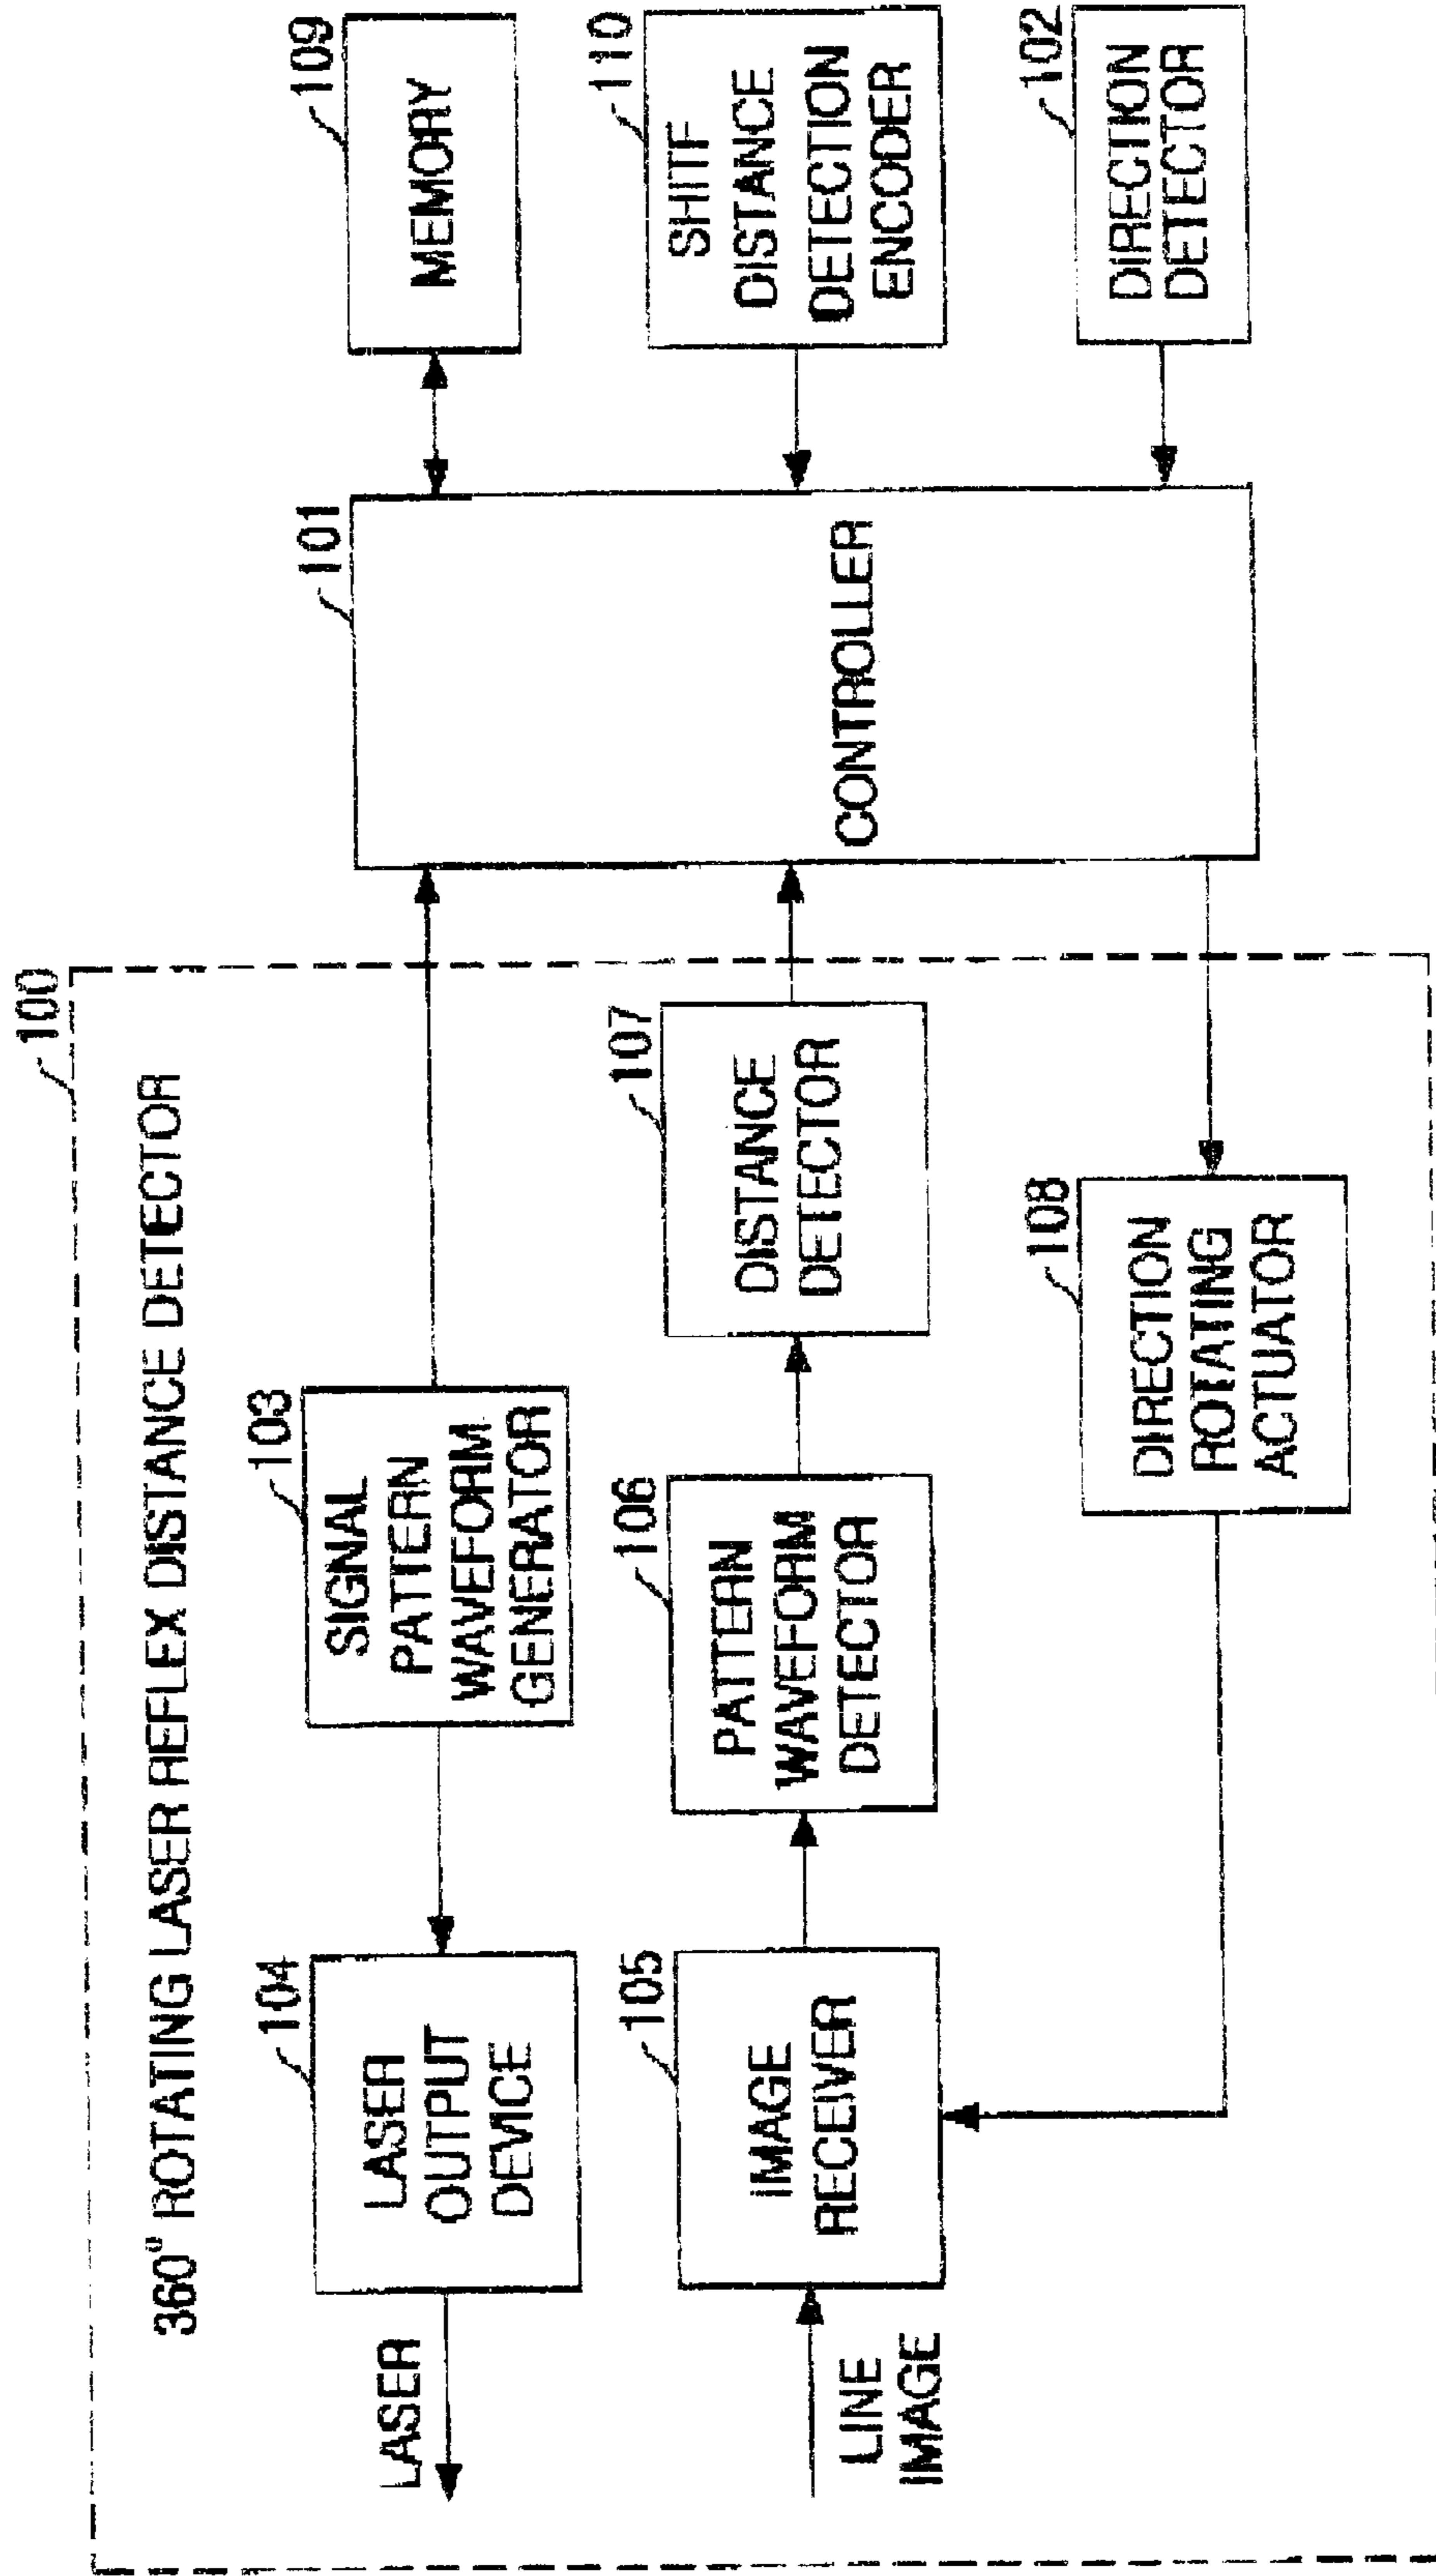 100
360° ROTATING LASER REFLEX DISTANCE DETECTOR
LASER
104
LASER
OUTPUT
DEVICE
103
SIGNAL
PATTERN
WAVEFORM
GENERATOR
LINE
IMAGE
105
IMAGE
RECEIVER
106
PATTERN
WAVEFORM
DETECTOR
107
DISTANCE
DETECTOR
108
DIRECTION
ROTATING
ACTUATOR
101
CONTROLLER
109
MEMORY
110
SHITF
DISTANCE
DETECTION
ENCODER
102
DIRECTION
DETECTOR